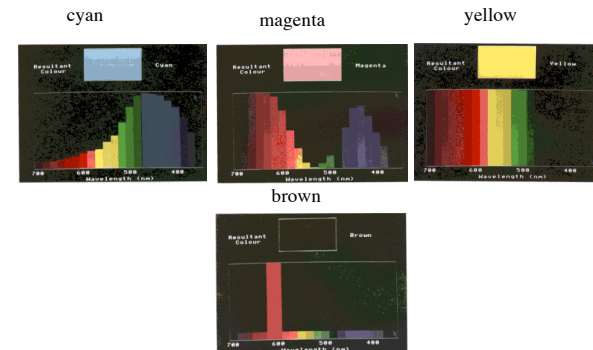 cyan
magenta
yellow
Resultant
Colour
Cyan
700 600 500 400
Wavelength (nm)
Resultant
Colour
Magenta
700 600 500 400
Wavelength (nm)
Resultant
Colour
Yellow
700 600 500 400
Wavelength (nm)
brown
Resultant
Colour
Brown
700 600 500 400
Wavelength (nm)